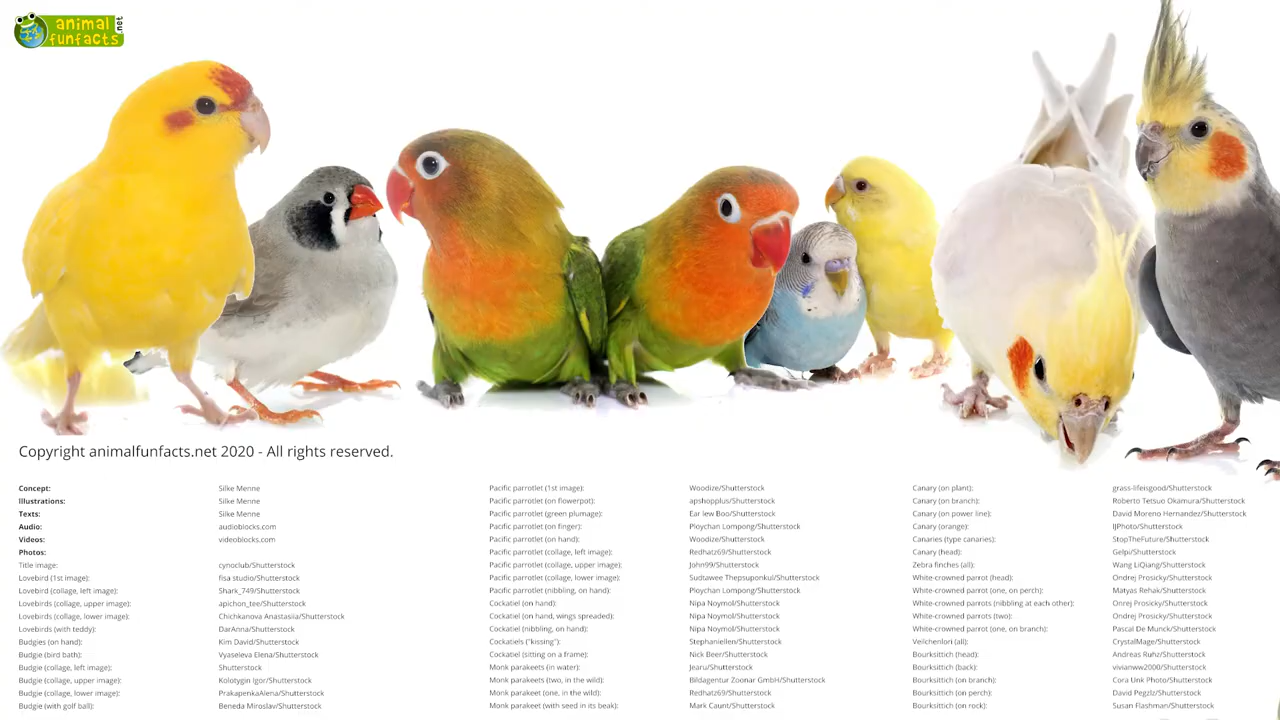 animal
funfacts
.net
Copyright animalfunfacts.net 2020 - All rights reserved.
Concept: Silke Menne
Illustrations: Silke Menne
Texts: Silke Menne
Audio: audioblocks.com
Videos: videoblocks.com
Photos:
Title image: cynoclub/Shutterstock
Lovebird (1st image): fisa studio/Shutterstock
Lovebird (collage, left image): Shark_749/Shutterstock
Lovebirds (collage, upper image): apichon_tee/Shutterstock
Lovebirds (collage, lower image): Chichkanova Anastasiia/Shutterstock
Lovebirds (with teddy): DarAnna/Shutterstock
Budgies (on hand): Kim David/Shutterstock
Budgie (bird bath): Vyaseleva Elena/Shutterstock
Budgie (collage, left image): Shutterstock
Budgie (collage, upper image): Kolotygin Igor/Shutterstock
Budgie (collage, lower image): PrakapenkaAlena/Shutterstock
Budgie (with golf ball): Beneda Miroslav/Shutterstock
Pacific parrotlet (1st image): Woodize/Shutterstock
Pacific parrotlet (on flowerpot): apshopplus/Shutterstock
Pacific parrotlet (green plumage): Ear Iew Boo/Shutterstock
Pacific parrotlet (on finger): Ploychan Lompong/Shutterstock
Pacific parrotlet (on hand): Woodize/Shutterstock
Pacific parrotlet (collage, left image): Redhatz69/Shutterstock
Pacific parrotlet (collage, upper image): John99/Shutterstock
Pacific parrotlet (collage, lower image): Sudtawee Thepsuponkul/Shutterstock
Pacific parrotlet (nibbling, on hand): Ploychan Lompong/Shutterstock
Cockatiel (on hand): Nipa Noymol/Shutterstock
Cockatiel (on hand, wings spreaded): Nipa Noymol/Shutterstock
Cockatiel (nibbling, on hand): Nipa Noymol/Shutterstock
Cockatiels ("kissing"): Stephaniellen/Shutterstock
Cockatiel (sitting on a frame): Nick Beer/Shutterstock
Monk parakeets (in water): Jearu/Shutterstock
Monk parakeets (two, in the wild): Bildagentur Zoonar GmbH/Shutterstock
Monk parakeet (one, in the wild): Redhatz69/Shutterstock
Monk parakeet (with seed in its beak): Mark Caunt/Shutterstock
Canary (on plant): grass-lifeisgood/Shutterstock
Canary (on branch): Roberto Tetsuo Okamura/Shutterstock
Canary (on power line): David Moreno Hernandez/Shutterstock
Canary (orange): IJPhoto/Shutterstock
Canaries (type canaries): StopTheFuture/Shutterstock
Canary (head): Gelpi/Shutterstock
Zebra finches (all): Wang LiQiang/Shutterstock
White-crowned parrot (head): Ondrej Prosicky/Shutterstock
White-crowned parrot (one, on perch): Matyas Rehak/Shutterstock
White-crowned parrots (nibbling at each other): Onrej Prosicky/Shutterstock
White-crowned parrots (two): Ondrej Prosicky/Shutterstock
White-crowned parrot (one, on branch): Pascal De Munck/Shutterstock
Veilchenlori (all): CrystalMage/Shutterstock
Bourksittich (head): Andreas Ruhz/Shutterstock
Bourksittich (back): vivianww2000/Shutterstock
Bourksittich (on branch): Cora Unk Photo/Shutterstock
Bourksittich (on perch): David Pegzlz/Shutterstock
Bourksittich (on rock): Susan Flashman/Shutterstock